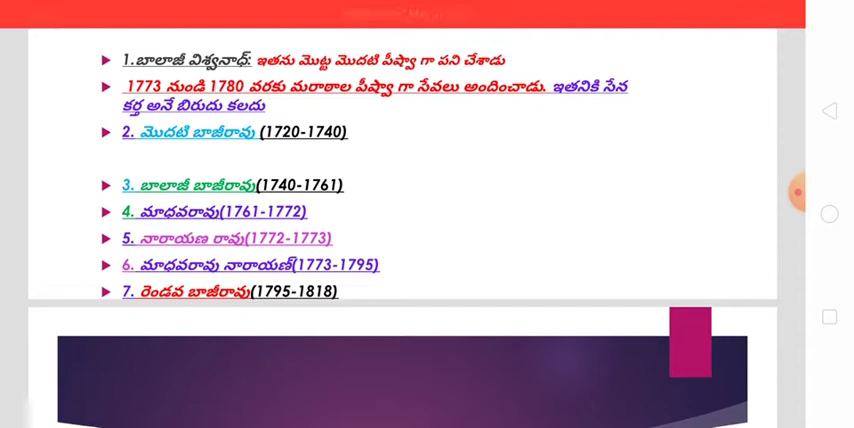 1.బాలాజీ విశ్వనాధ్: ఇతను మొట్ట మొదటి పీష్వా గా పని చేశాడు
1773 నుండి 1780 వరకు మరాఠాల పీష్వా గా సేవలు అందించాడు. ఇతనికి సేన
కర్త అనే బిరుదు కలదు
2. మొదటి బాజీరావు (1720-1740)
3. బాలాజీ బాజీరావు(1740-1761)
4. మాధవరావు(1761-1772)
5. నారాయణ రావు(1772-1773)
6. మాధవరావు నారాయణ్(1773-1795)
7. రెండవ బాజీరావు(1795-1818)